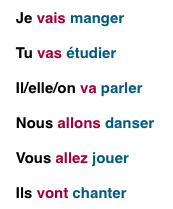 Je vais manger
Tu vas étudier
Il/elle/on va parler
Nous allons danser
Vous allez jouer
Ils vont chanter